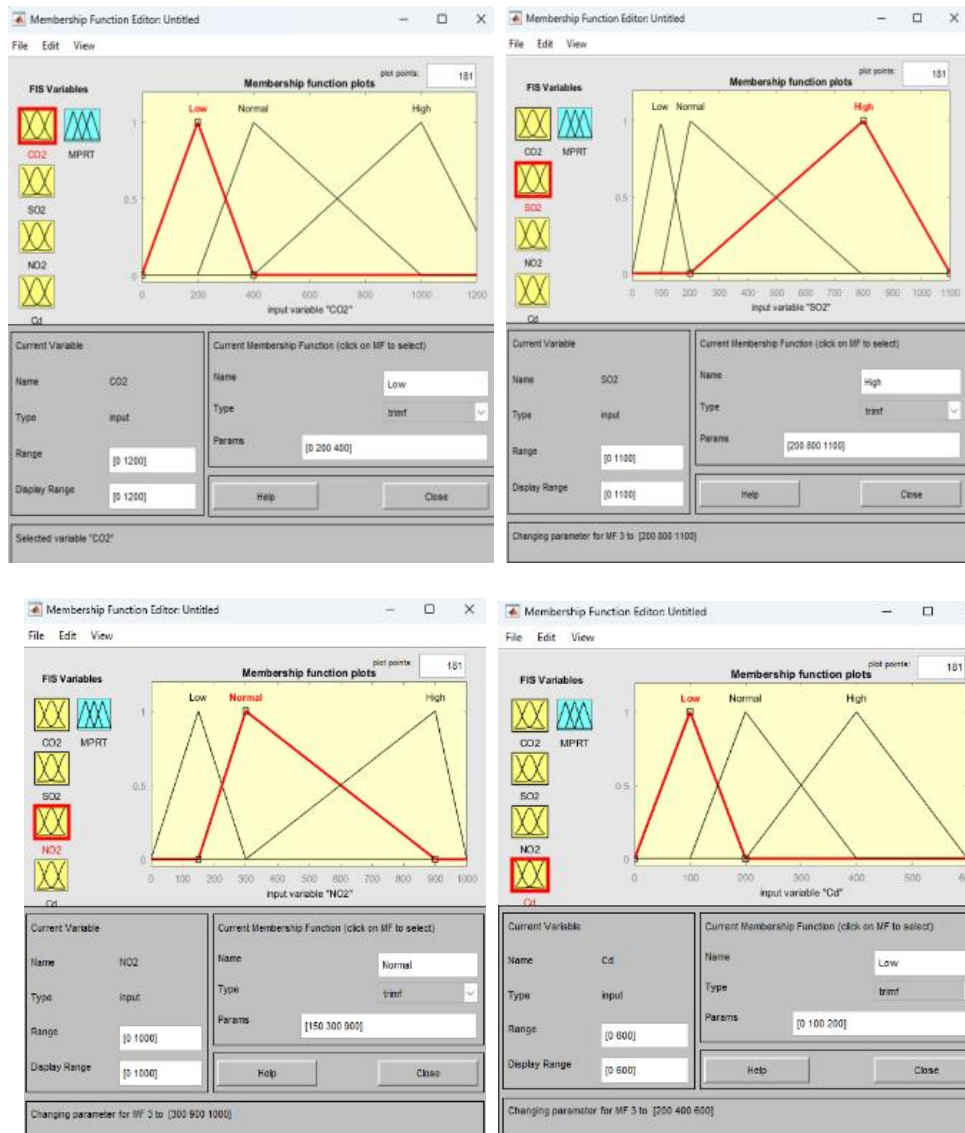 Membership Function Editor: Untitled
File Edit View
FIS Variables
CO2
MPRT
SO2
NO2
Cd
plot points: 181
Membership function plots
Low Normal High
1
0.5
0
0 200 400 600 800 1000 1200
input variable "CO2"
Current Variable
Name CO2
Type input
Range [0 1200]
Display Range [0 1200]
Current Membership Function (click on MF to select)
Name Low
Type trimf
Params [0 200 400]
Help Close
Selected variable "CO2"
Membership Function Editor: Untitled
File Edit View
FIS Variables
CO2
MPRT
SO2
NO2
Cd
plot points: 181
Membership function plots
Low Normal High
1
0.5
0
0 100 200 300 400 500 600 700 800 900 1000 1100
input variable "SO2"
Current Variable
Name SO2
Type input
Range [0 1100]
Display Range [0 1100]
Current Membership Function (click on MF to select)
Name High
Type trimf
Params [200 800 1100]
Help Close
Changing parameter for MF 3 to [200 800 1100]
Membership Function Editor: Untitled
File Edit View
FIS Variables
CO2
MPRT
SO2
NO2
Cd
plot points: 181
Membership function plots
Low Normal High
1
0.5
0
0 100 200 300 400 500 600 700 800 900 1000
input variable "NO2"
Current Variable
Name NO2
Type input
Range [0 1000]
Display Range [0 1000]
Current Membership Function (click on MF to select)
Name Normal
Type trimf
Params [150 300 900]
Help Close
Changing parameter for MF 3 to [300 900 1000]
Membership Function Editor: Untitled
File Edit View
FIS Variables
CO2
MPRT
SO2
NO2
Cd
plot points: 181
Membership function plots
Low Normal High
1
0.5
0
0 100 200 300 400 500
input variable "Cd"
Current Variable
Name Cd
Type input
Range [0 600]
Display Range [0 600]
Current Membership Function (click on MF to select)
Name Low
Type trimf
Params [0 100 200]
Help Close
Changing parameter for MF 3 to [200 400 600]